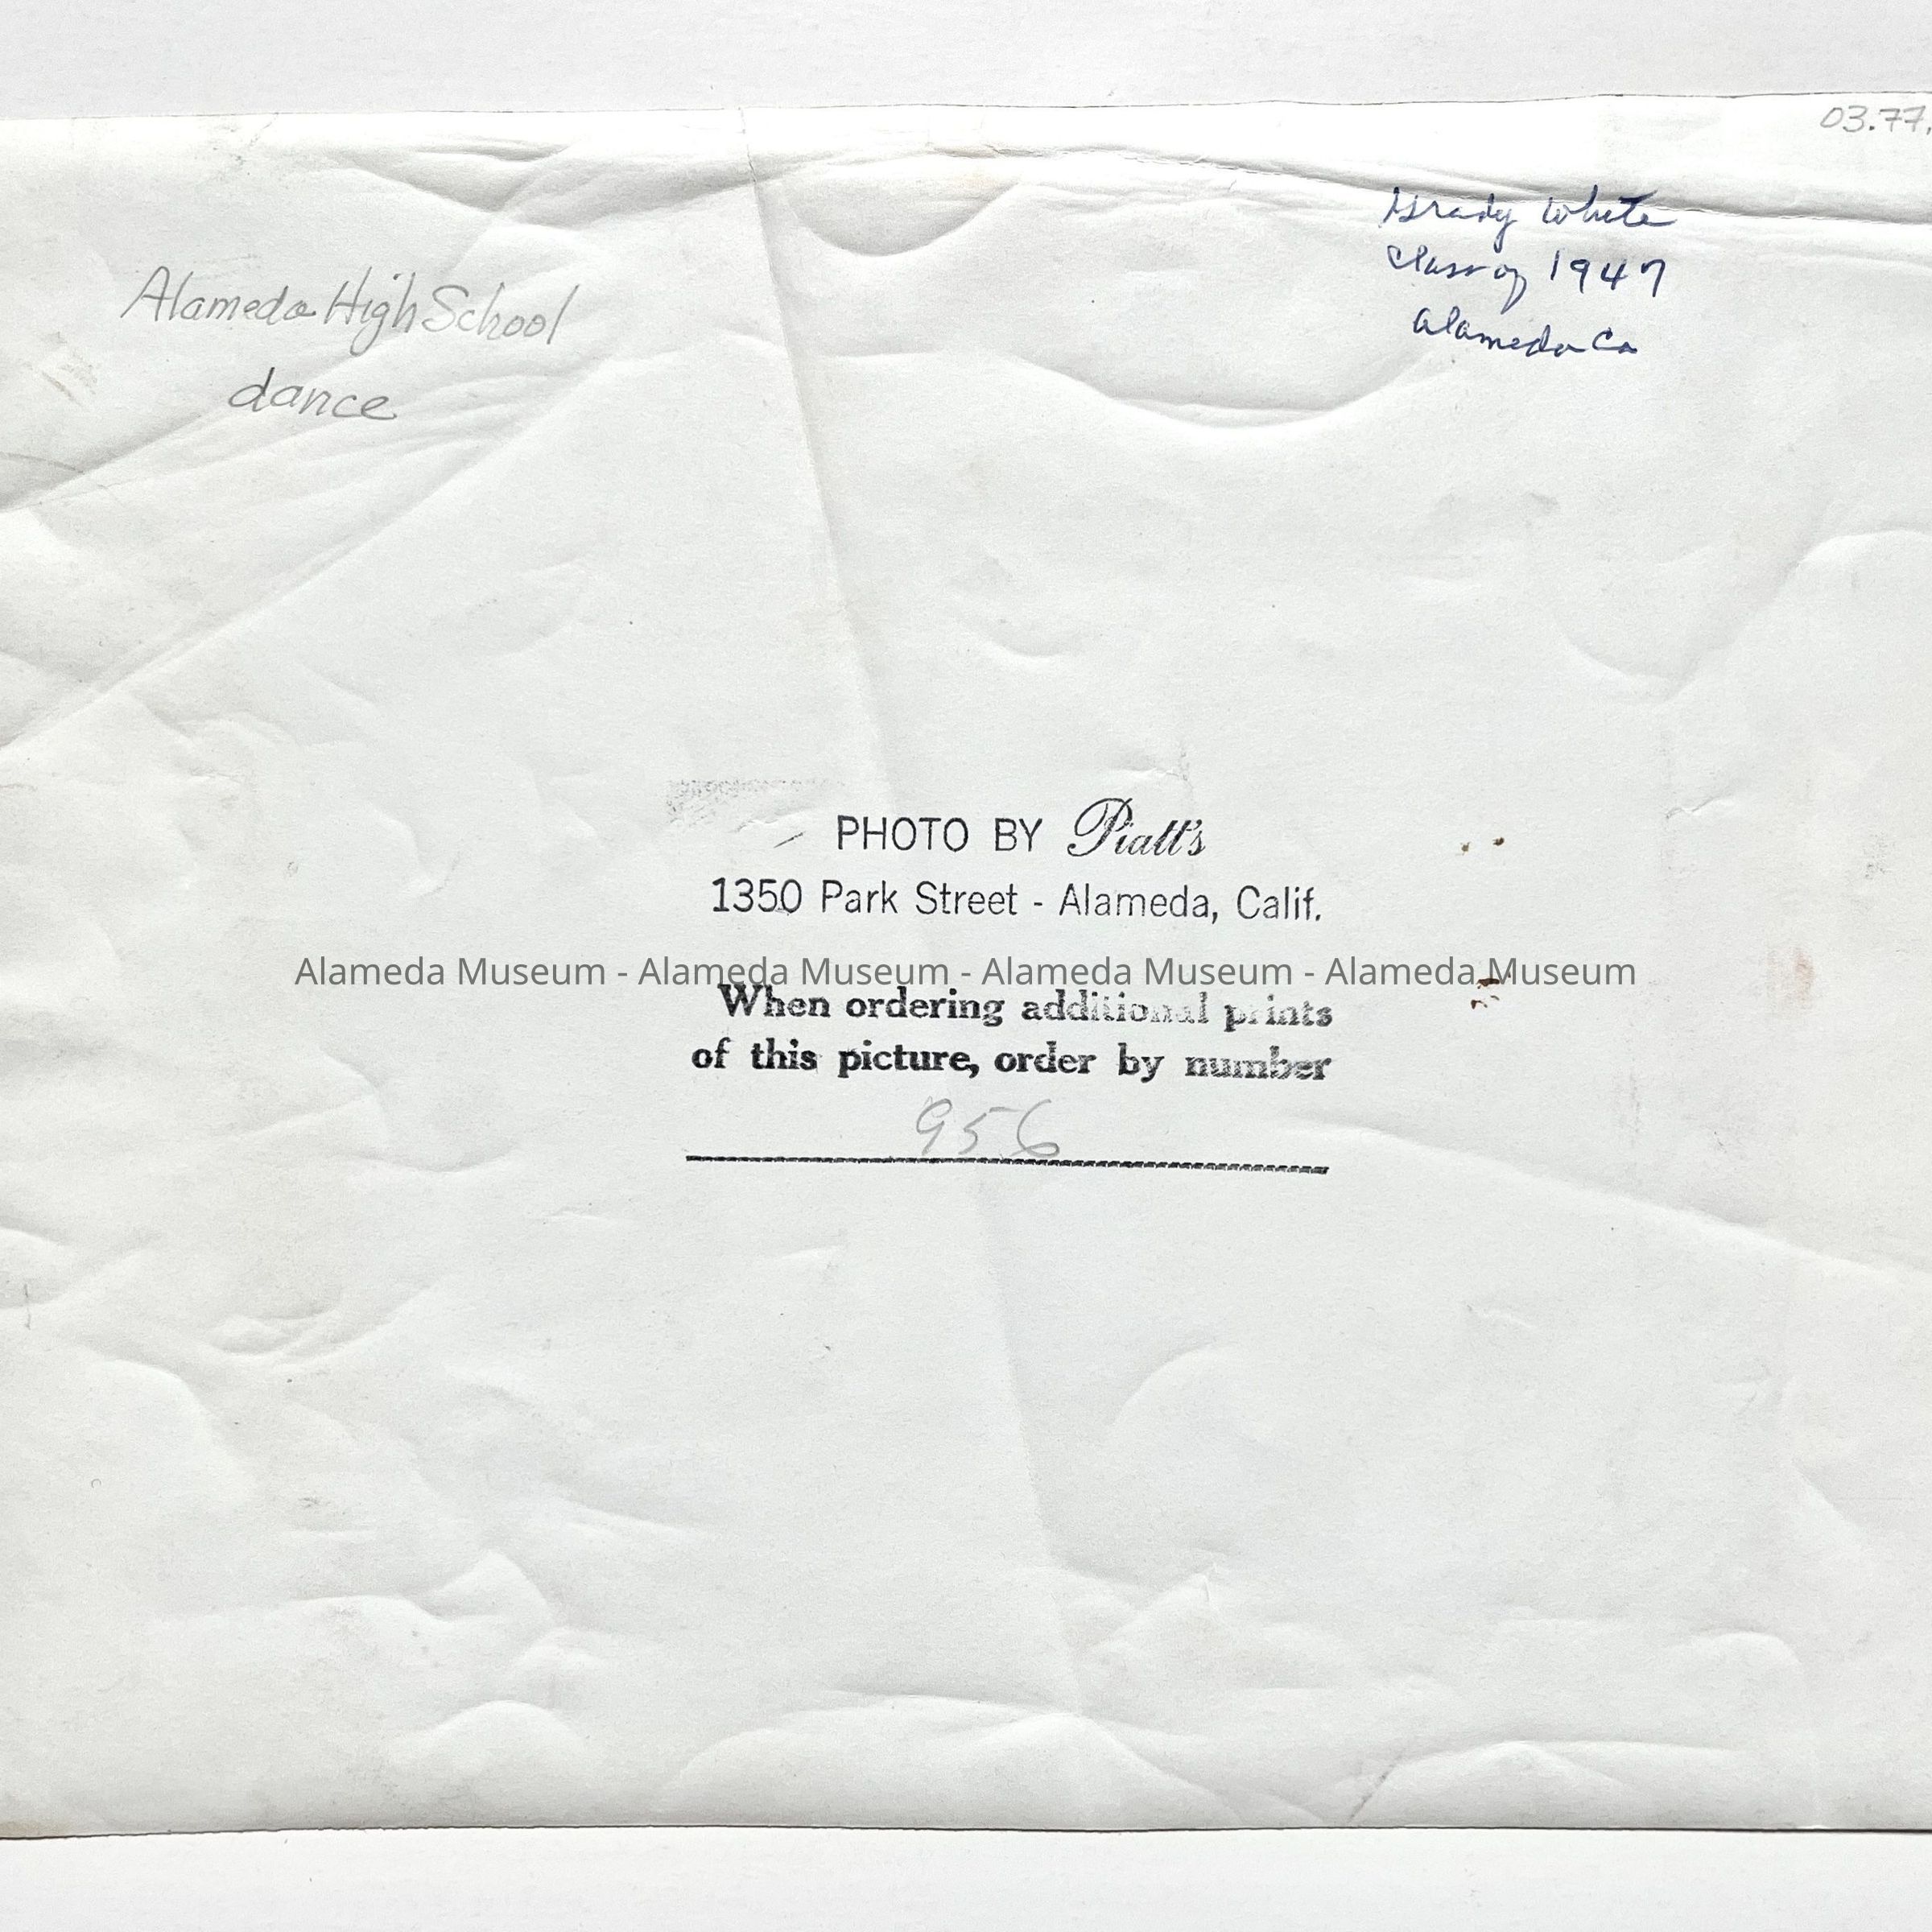 03.77.
Grady White
Class of 1947
Alameda Ca
Alameda High School
dance
PHOTO BY Piatt's
1350 Park Street - Alameda, Calif.
Alameda Museum - Alameda Museum - Alameda Museum - Alameda Museum
When ordering additional prints
of this picture, order by number
956